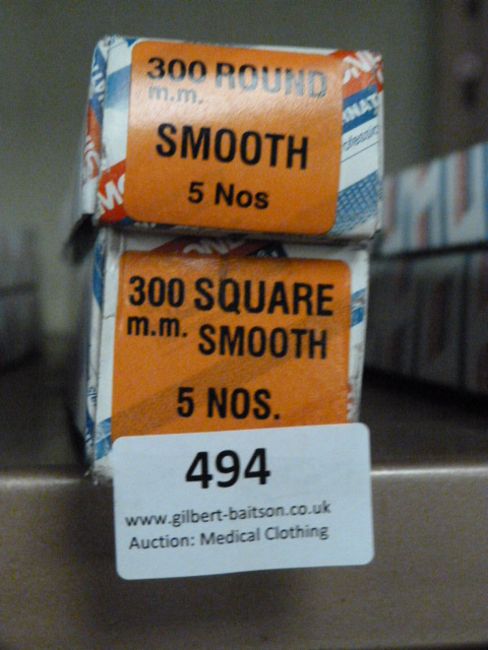 300 ROUND
m.m.
SMOOTH
5 Nos
300 SQUARE
m.m. SMOOTH
5 NOS.
494
www.gilbert-baitson.co.uk
Auction: Medical Clothing